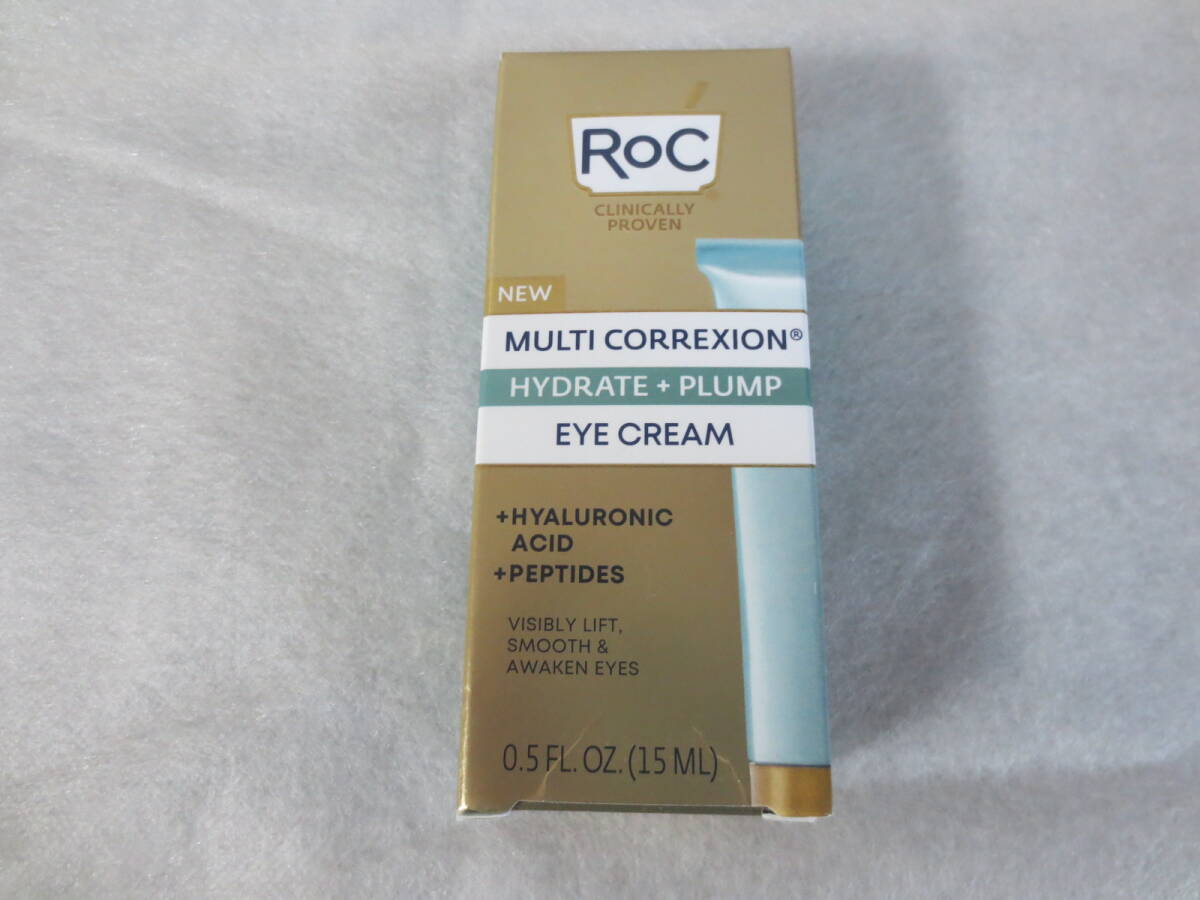 RoC®
CLINICALLY
PROVEN
NEW
MULTI CORREXION®
HYDRATE + PLUMP
EYE CREAM
+HYALURONIC
ACID
+PEPTIDES
VISIBLY LIFT,
SMOOTH &
AWAKEN EYES
0.5 FL. OZ. (15 ML)